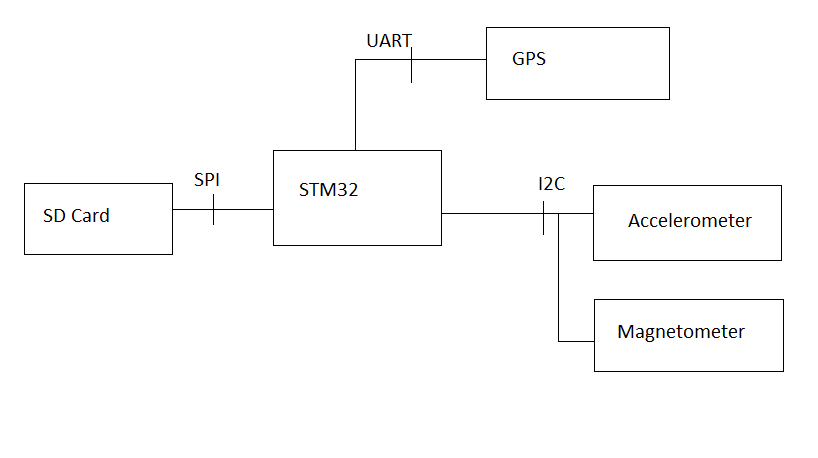 UART
GPS
SPI
STM32
I2C
SD Card
Accelerometer
Magnetometer